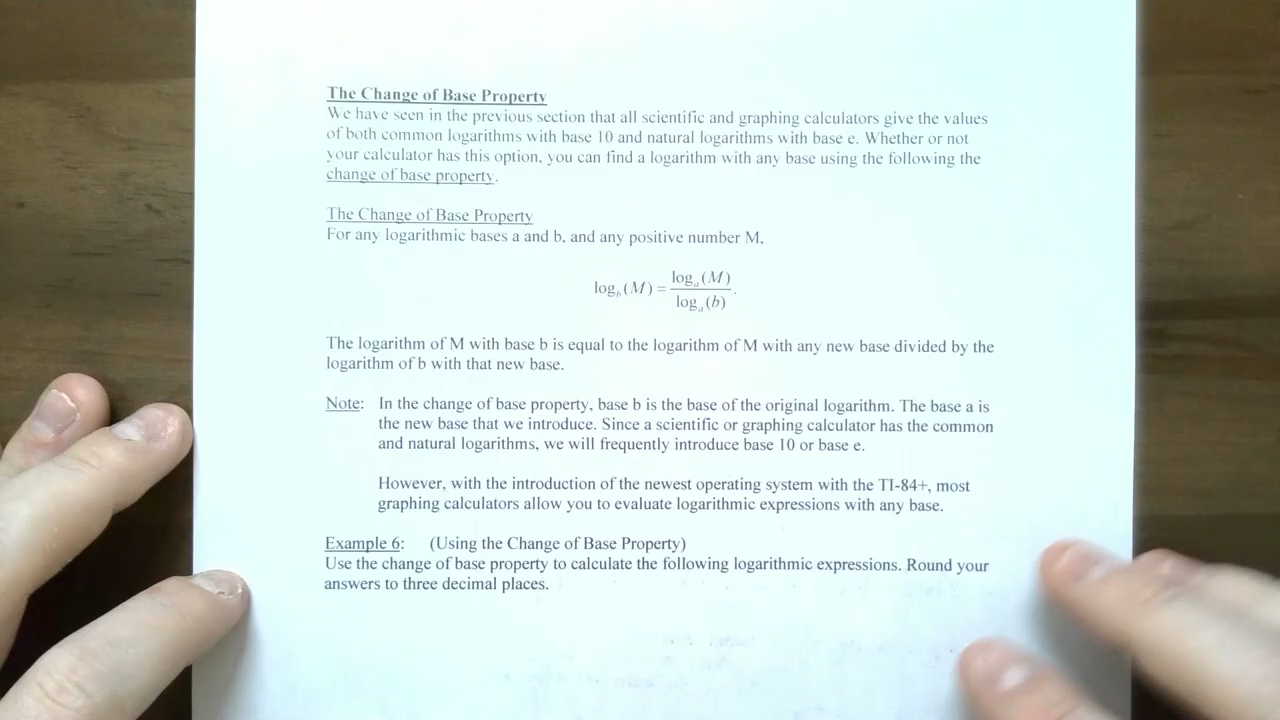 The Change of Base Property
We have seen in the previous section that all scientific and graphing calculators give the values
of both common logarithms with base 10 and natural logarithms with base e. Whether or not
your calculator has this option, you can find a logarithm with any base using the following the
change of base property.
The Change of Base Property
For any logarithmic bases a and b, and any positive number M,
log_b(M) = log_a(M) / log_a(b).
The logarithm of M with base b is equal to the logarithm of M with any new base divided by the
logarithm of b with that new base.
Note: In the change of base property, base b is the base of the original logarithm. The base a is
the new base that we introduce. Since a scientific or graphing calculator has the common
and natural logarithms, we will frequently introduce base 10 or base e.
However, with the introduction of the newest operating system with the TI-84+, most
graphing calculators allow you to evaluate logarithmic expressions with any base.
Example 6: (Using the Change of Base Property)
Use the change of base property to calculate the following logarithmic expressions. Round your
answers to three decimal places.